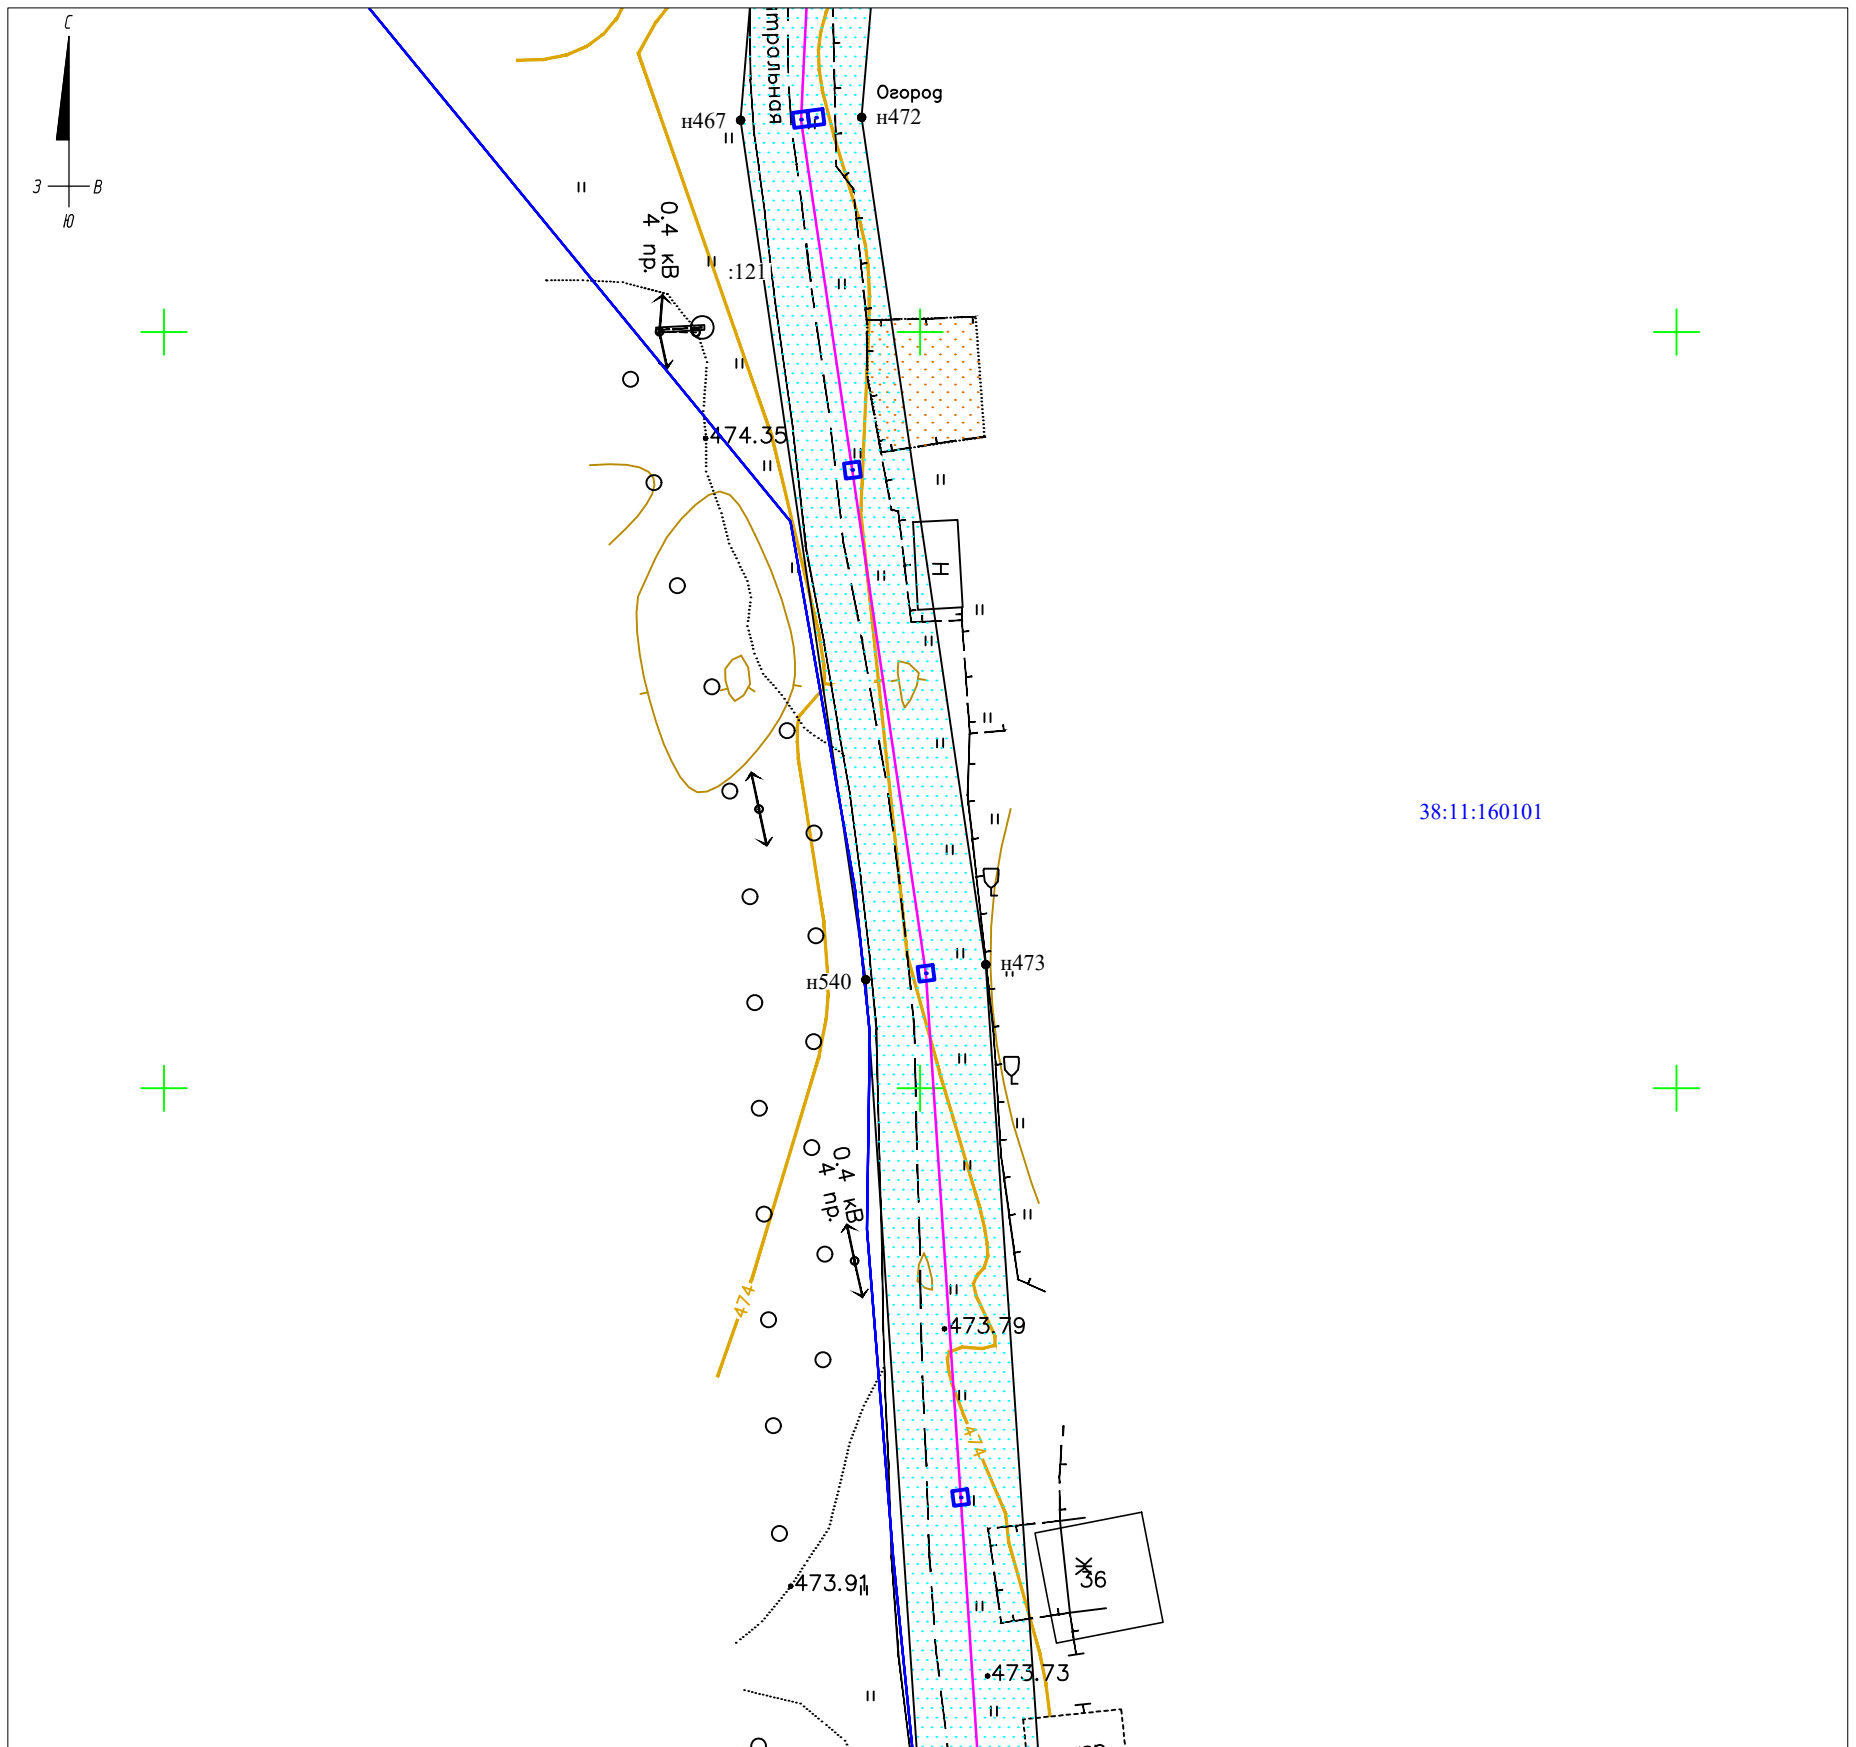 С
З В
Ю
Огород
н467
н472
0.4 кВ
4 пр.
:121
474.35
Н
38:11:160101
н473
н540
0.4 кВ
4 пр.
474
473.79
474
Ж
36
473.91
473.73
Н